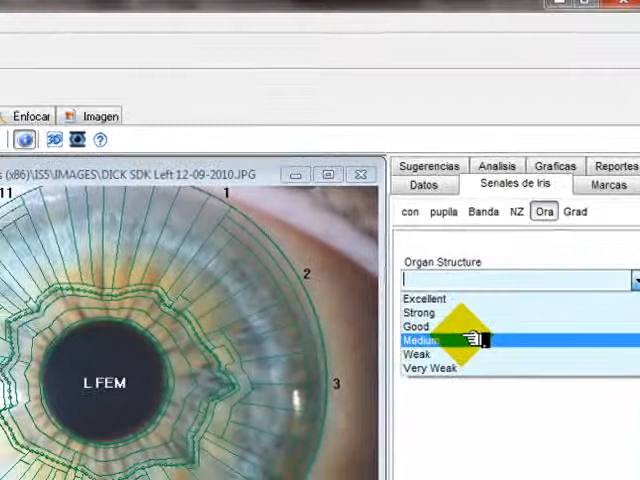 Enfocar Imagen
3D ?
s (x86)\IS5\IMAGES\DICK SDK Left 12-09-2010.JPG
Sugerencias Analisis Graficas Reportes
Datos Señales de Iris Marcas
con pupila Banda NZ Ora Grad
Organ Structure
Excellent
Strong
Good
Medium
Weak
Very Weak
11 1
2
3
L FEM